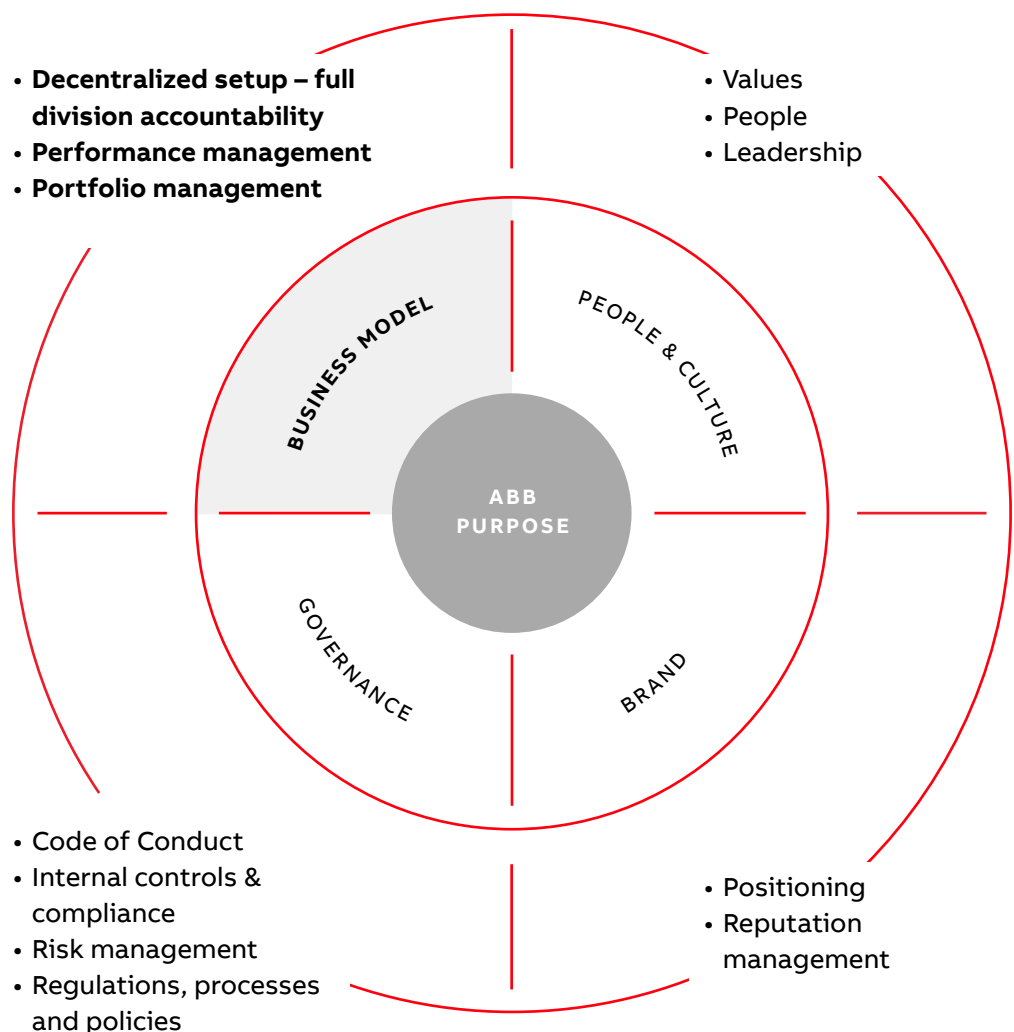 • Decentralized setup – full
division accountability
• Performance management
• Portfolio management
• Values
• People
• Leadership
BUSINESS MODEL
PEOPLE & CULTURE
ABB
PURPOSE
GOVERNANCE
BRAND
• Code of Conduct
• Internal controls &
compliance
• Risk management
• Regulations, processes
and policies
• Positioning
• Reputation
management